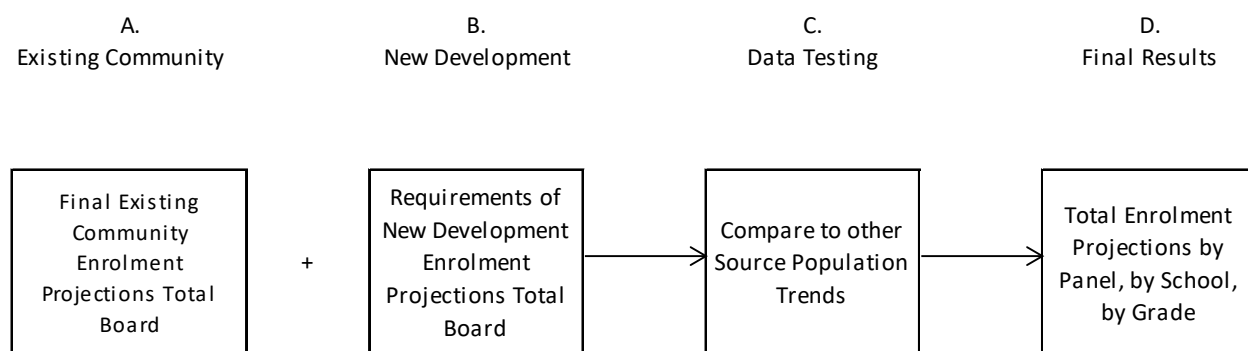 A.
Existing Community
B.
New Development
C.
Data Testing
D.
Final Results
Final Existing
Community
Enrolment
Projections Total
Board
+
Requirements of
New Development
Enrolment
Projections Total
Board
Compare to other
Source Population
Trends
Total Enrolment
Projections by
Panel, by School,
by Grade